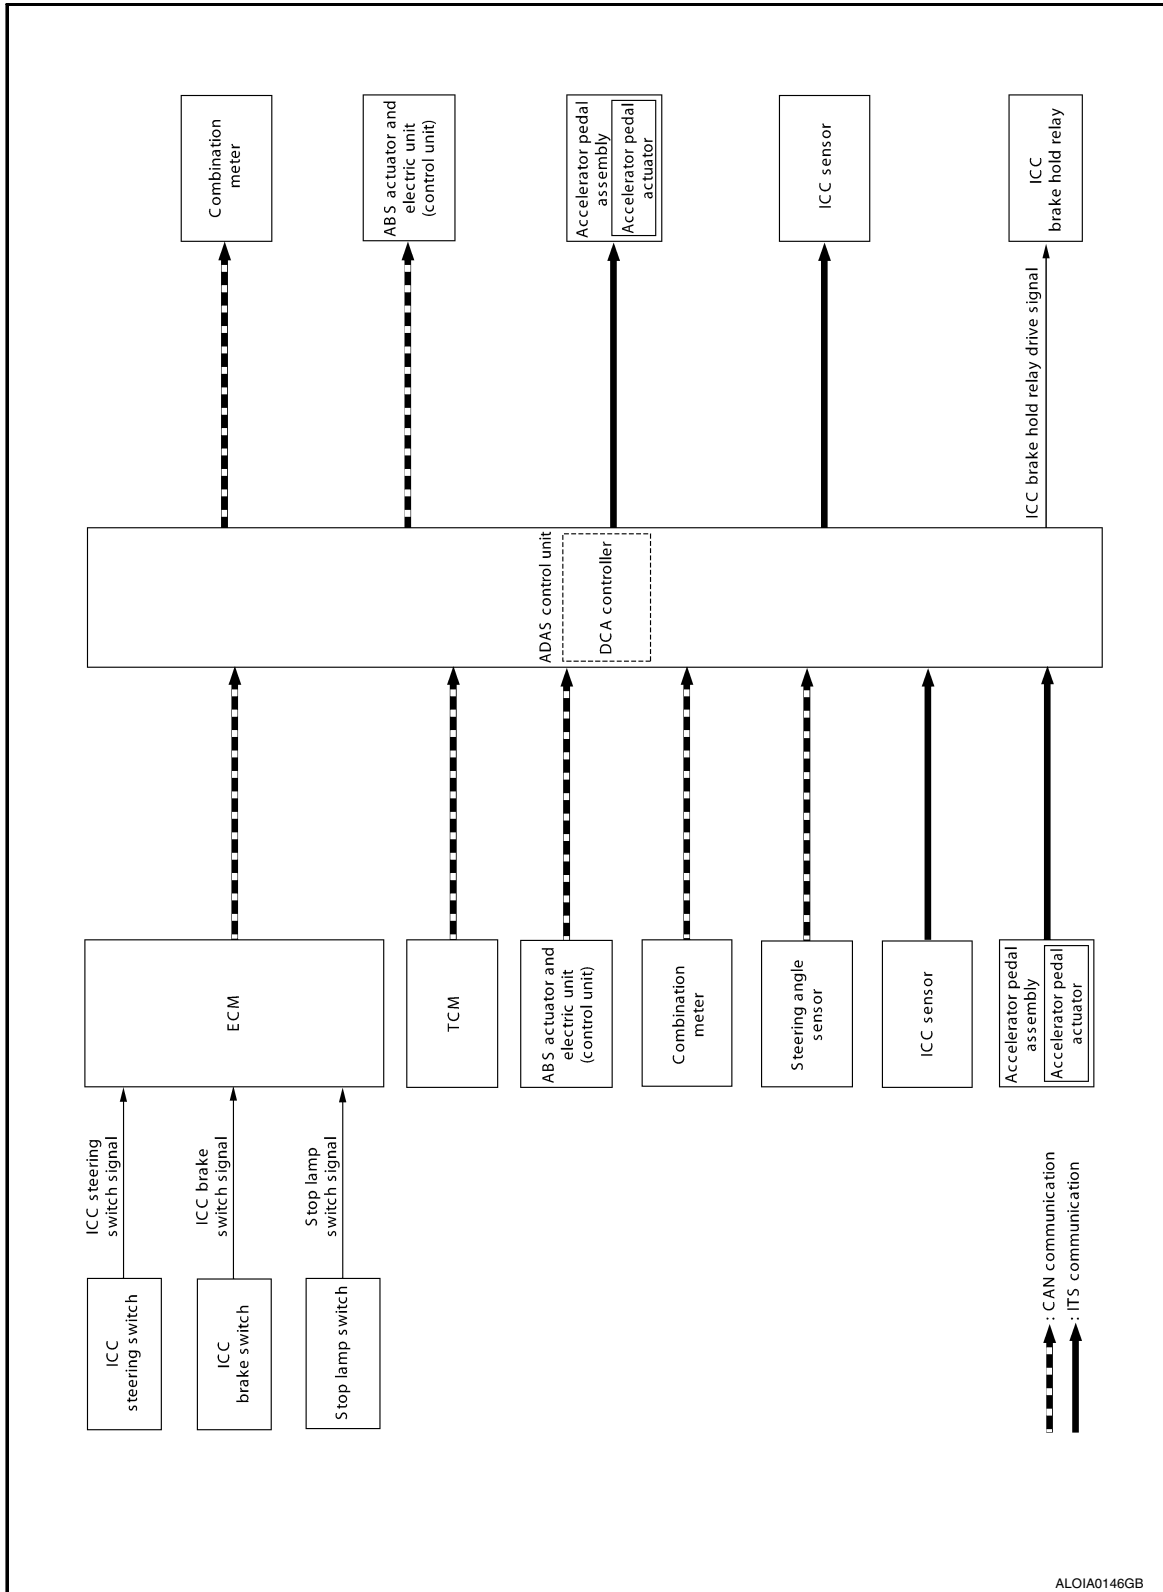 ICC
steering switch
ICC steering
switch signal
ICC
brake switch
ICC brake
switch signal
Stop lamp switch
Stop lamp
switch signal
ECM
TCM
ABS actuator and
electric unit
(control unit)
Combination
meter
Steering angle
sensor
ICC sensor
Accelerator pedal
assembly
Accelerator pedal
actuator
ADAS control unit
DCA controller
Combination
meter
ABS actuator and
electric unit
(control unit)
Accelerator pedal
assembly
Accelerator pedal
actuator
ICC sensor
ICC brake hold relay drive signal
ICC
brake hold relay
: CAN communication
: ITS communication
ALOIA0146GB